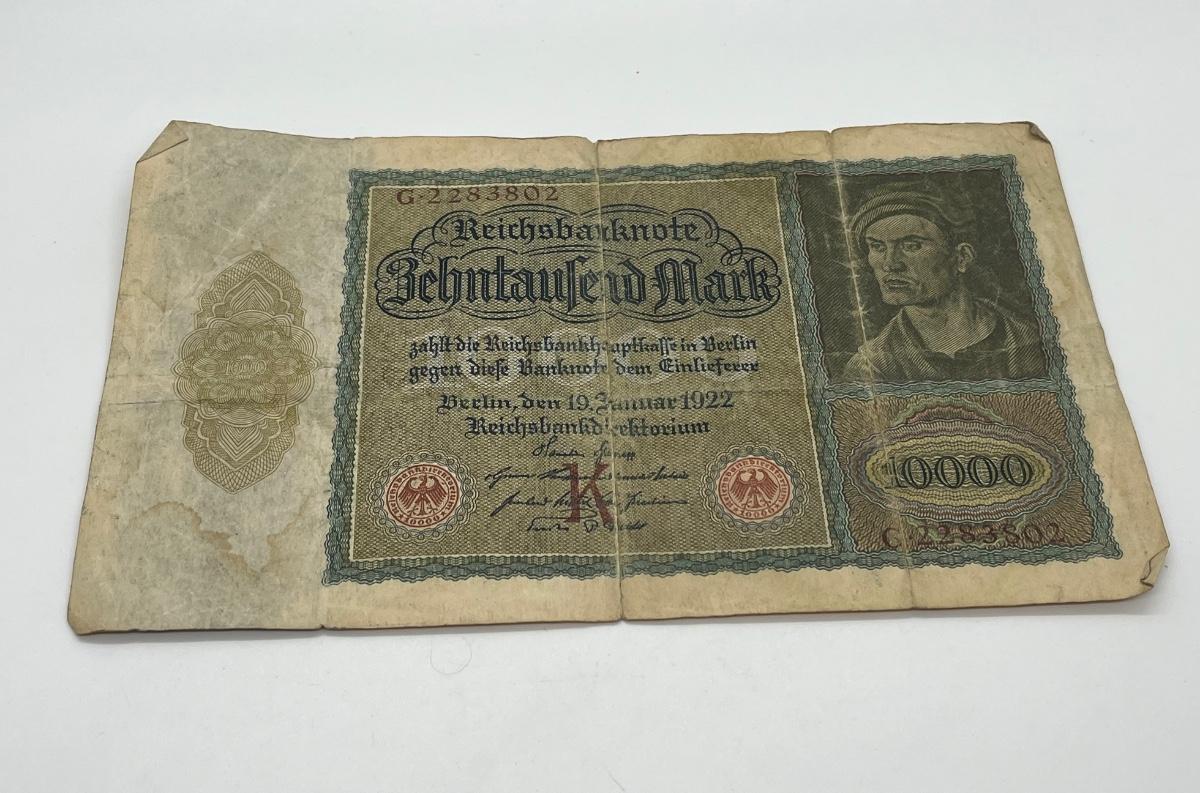 G·2283802
Reichsbanknote
Zehntausend Mark
10000
zahlt die Reichsbankhauptkasse in Berlin
gegen diese Banknote dem Einlieferer
Berlin, den 19. Januar 1922
Reichsbankdirektorium
K
10000
G·2283802